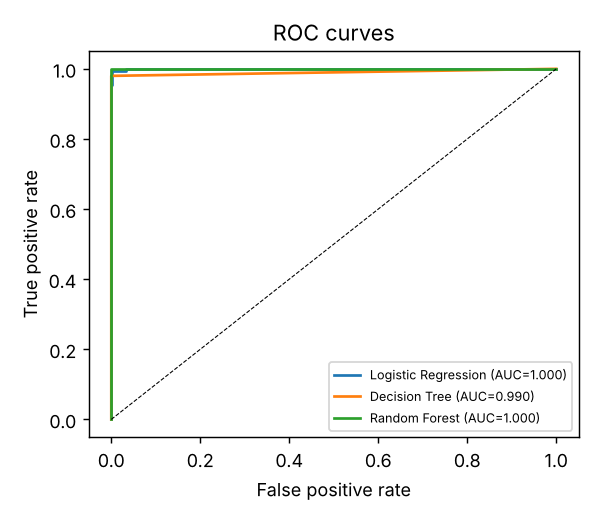 ROC curves
True positive rate
1.0
0.8
0.6
0.4
0.2
0.0
Logistic Regression (AUC=1.000)
Decision Tree (AUC=0.990)
Random Forest (AUC=1.000)
0.0 0.2 0.4 0.6 0.8 1.0
False positive rate